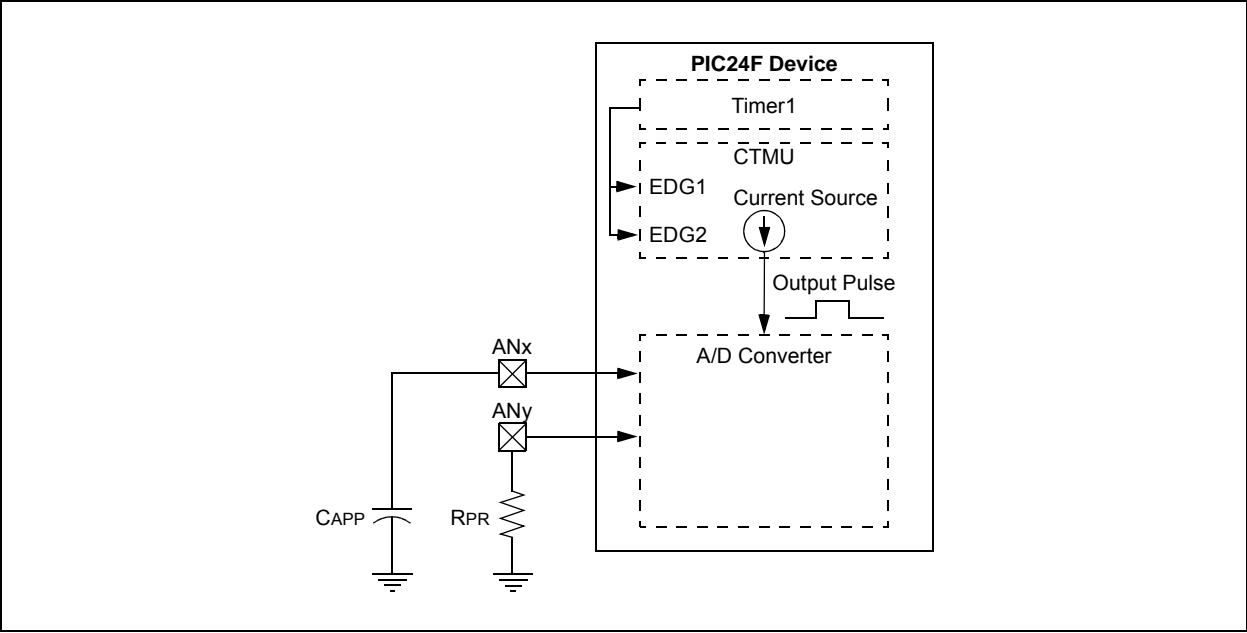 PIC24F Device
Timer1
CTMU
EDG1
Current Source
EDG2
Output Pulse
ANx
A/D Converter
ANy
CAPP
RPR